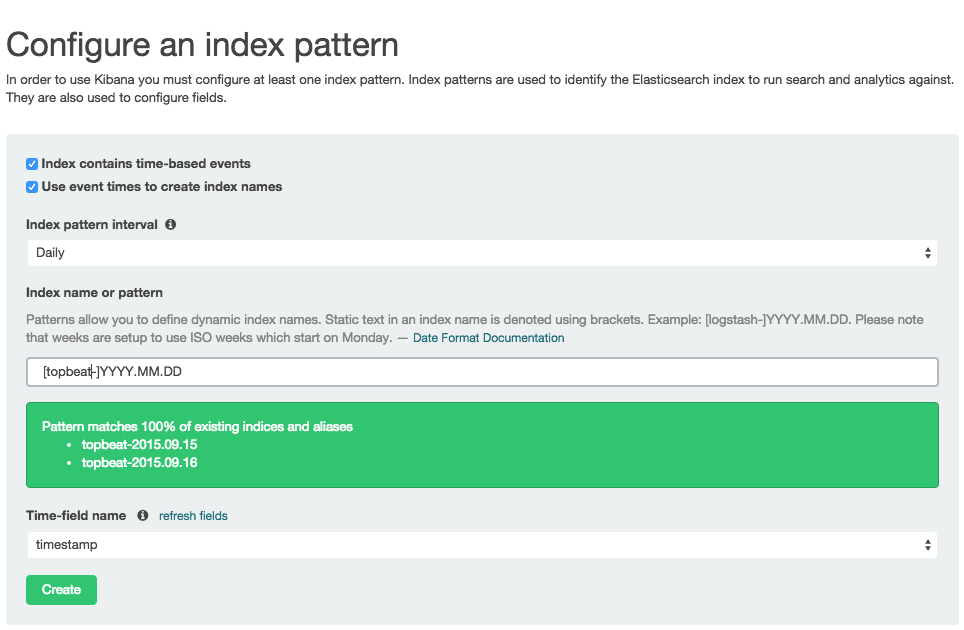 Configure an index pattern
In order to use Kibana you must configure at least one index pattern. Index patterns are used to identify the Elasticsearch index to run search and analytics against.
They are also used to configure fields.
Index contains time-based events
Use event times to create index names
Index pattern interval
Daily
Index name or pattern
Patterns allow you to define dynamic index names. Static text in an index name is denoted using brackets. Example: [logstash-]YYYY.MM.DD. Please note
that weeks are setup to use ISO weeks which start on Monday. — Date Format Documentation
[topbeat-]YYYY.MM.DD
Pattern matches 100% of existing indices and aliases
• topbeat-2015.09.15
• topbeat-2015.09.16
Time-field name refresh fields
timestamp
Create